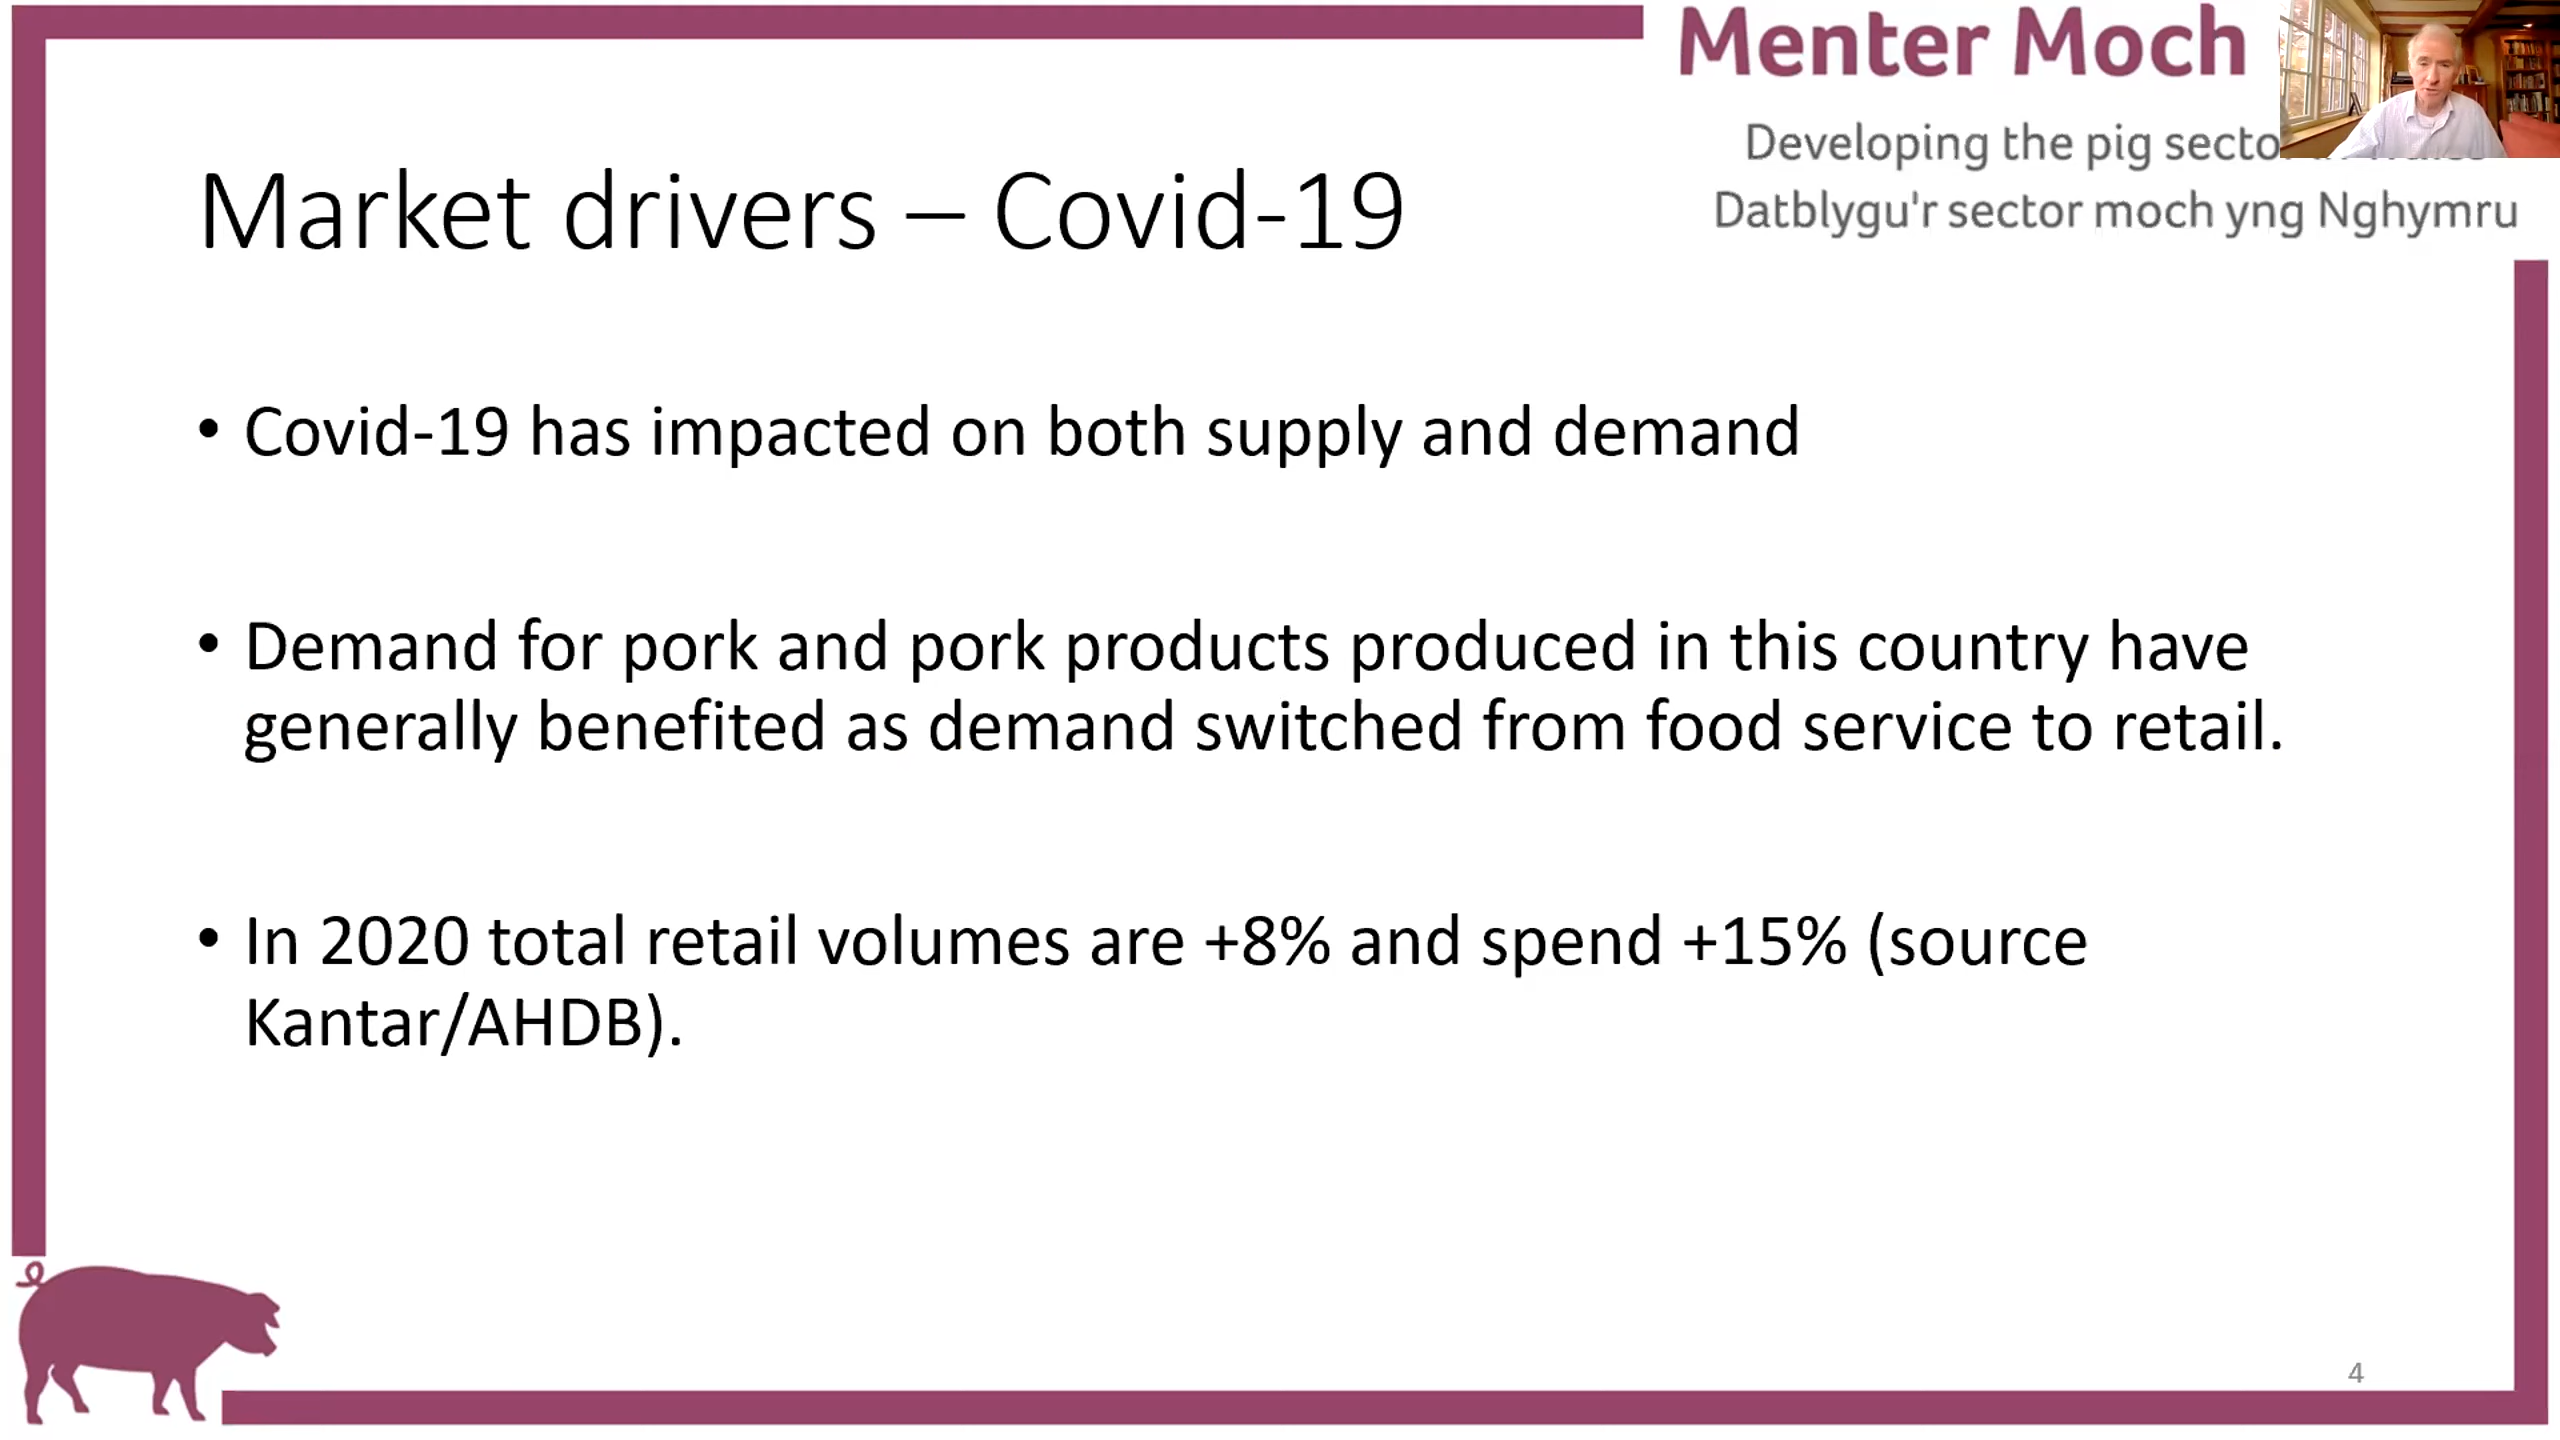 Menter Moch
Developing the pig
Datblygu'r sector moch yng Nghymru
Market drivers – Covid-19
• Covid-19 has impacted on both supply and demand
• Demand for pork and pork products produced in this country have
generally benefited as demand switched from food service to retail.
• In 2020 total retail volumes are +8% and spend +15% (source
Kantar/AHDB).
4